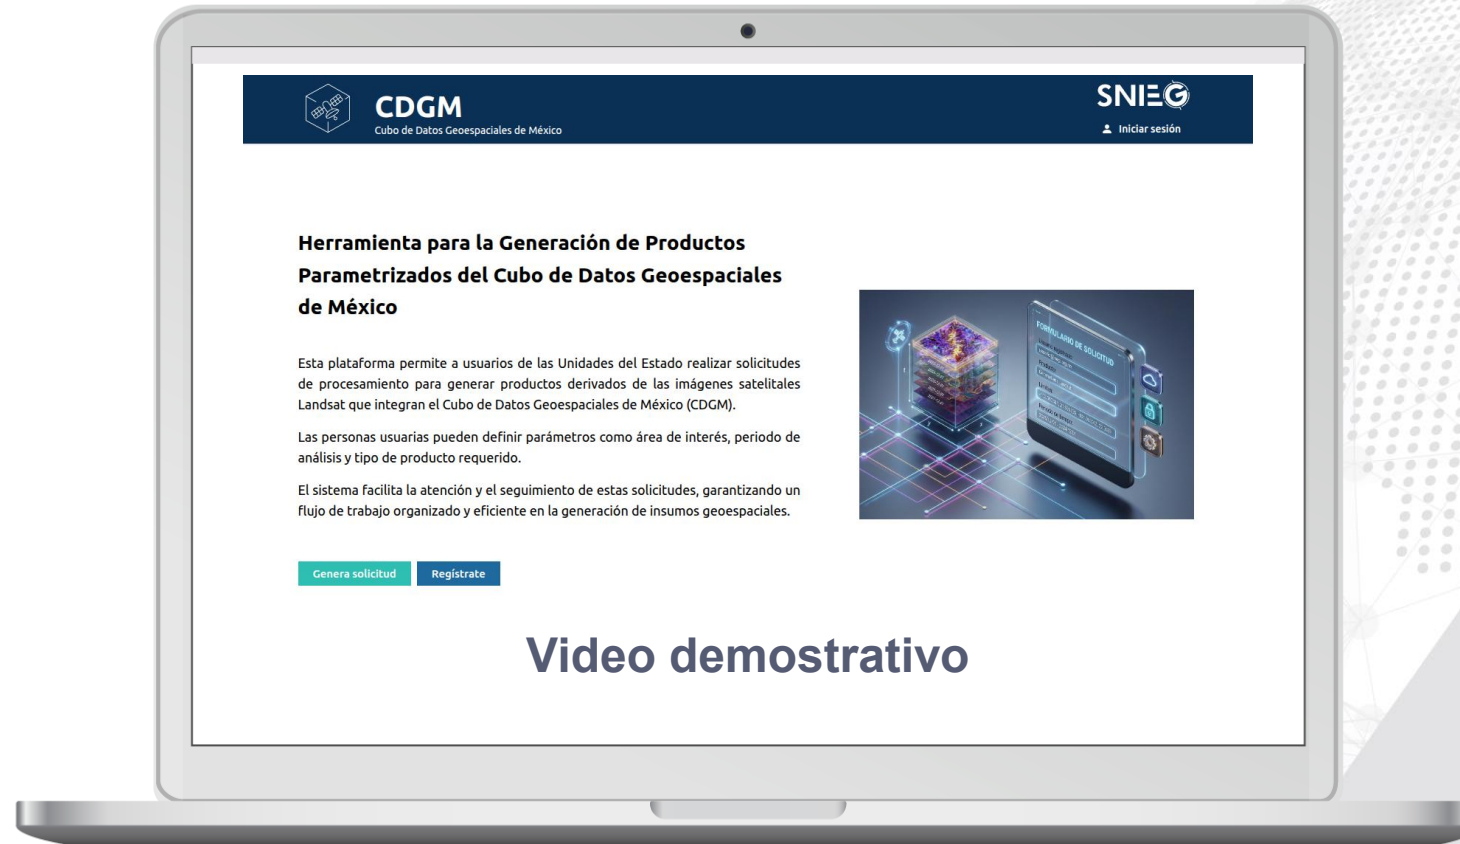 CDGM
Cubo de Datos Geoespaciales de México
SNIEG
Iniciar sesión
Herramienta para la Generación de Productos
Parametrizados del Cubo de Datos Geoespaciales
de México
Esta plataforma permite a usuarios de las Unidades del Estado realizar solicitudes
de procesamiento para generar productos derivados de las imágenes satelitales
Landsat que integran el Cubo de Datos Geoespaciales de México (CDGM).
Las personas usuarias pueden definir parámetros como área de interés, periodo de
análisis y tipo de producto requerido.
El sistema facilita la atención y el seguimiento de estas solicitudes, garantizando un
flujo de trabajo organizado y eficiente en la generación de insumos geoespaciales.
FORMULARIO DE SOLICITUD
Genera solicitud
Regístrate
Video demostrativo